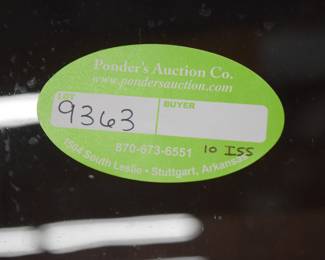 Ponder's Auction Co.
www.pondersauction.com
LOT
9363
BUYER
870-673-6551
10 ISS
1504 South Leslie • Stuttgart, Arkansas